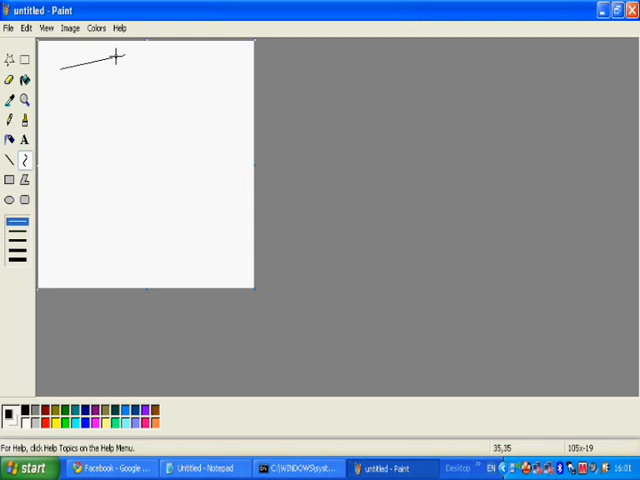 untitled - Paint
File Edit View Image Colors Help
A
For Help, click Help Topics on the Help Menu.
35,35
105x-19
start
Facebook - Google ...
Untitled - Notepad
C:\WINDOWS\syst...
untitled - Paint
Desktop
EN
16:01